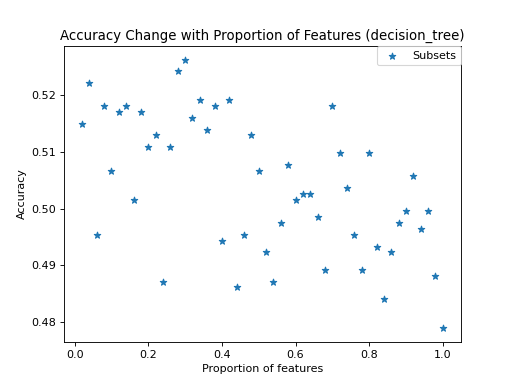 Accuracy Change with Proportion of Features (decision_tree)
Subsets
0.52
0.51
0.50
0.49
0.48
Accuracy
0.0 0.2 0.4 0.6 0.8 1.0
Proportion of features